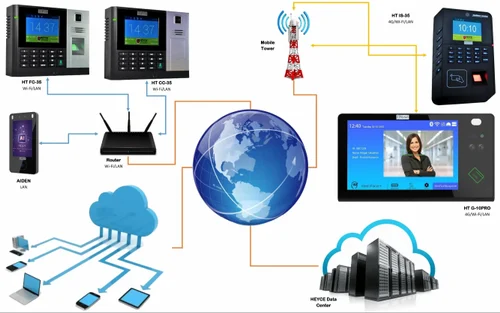 14:37
14:37
HT FC-35
Wi-Fi/LAN
HT CC-35
Wi-Fi/LAN
Mobile
Tower
HT IR-35
4G/Wi-Fi/LAN
10:10
AIDEN
LAN
Router
Wi-Fi/LAN
12:40
HT G-10PRO
4G/Wi-Fi/LAN
HEYCE Data
Center